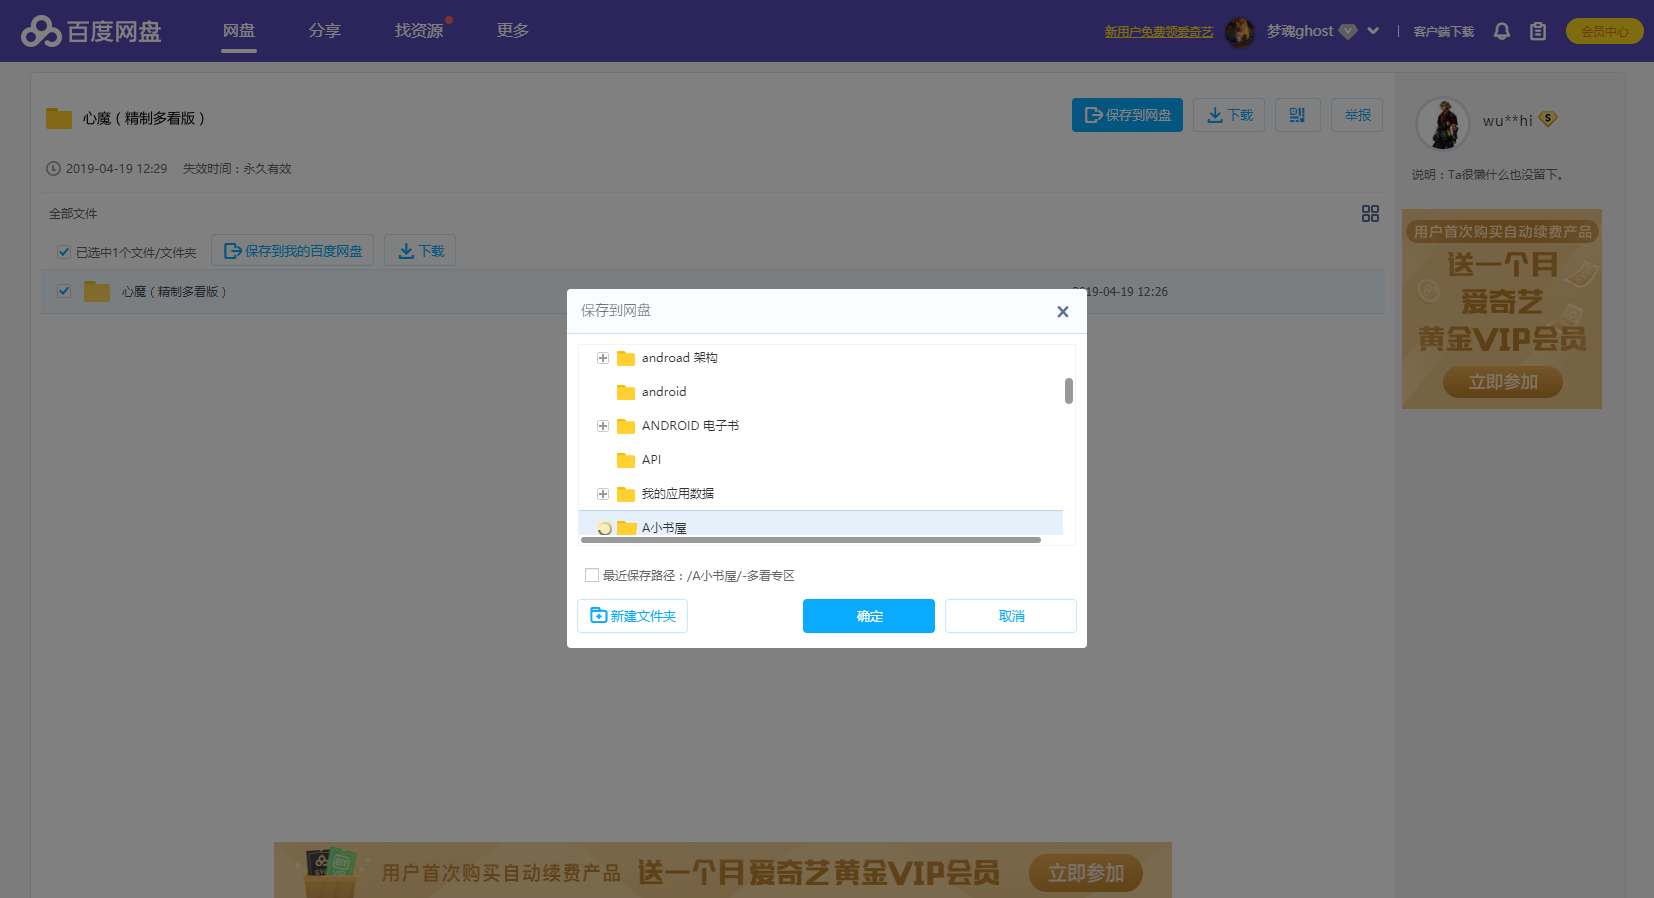 百度网盘
网盘
分享
找资源
更多
新用户免费领爱奇艺
梦魂ghost
客户端下载
会员中心
心魔（精制多看版）
保存到网盘
下载
举报
2019-04-19 12:29
失效时间：永久有效
全部文件
已选中1个文件/文件夹
保存到我的百度网盘
下载
心魔（精制多看版）
2019-04-19 12:26
wu**hi
S
说明：Ta很懒什么也没留下。
用户首次购买自动续费产品
送一个月
爱奇艺
黄金VIP会员
立即参加
保存到网盘
androad 架构
android
ANDROID 电子书
API
我的应用数据
A小书屋
最近保存路径：/A小书屋/-多看专区
新建文件夹
确定
取消
用户首次购买自动续费产品
送一个月爱奇艺黄金VIP会员
立即参加